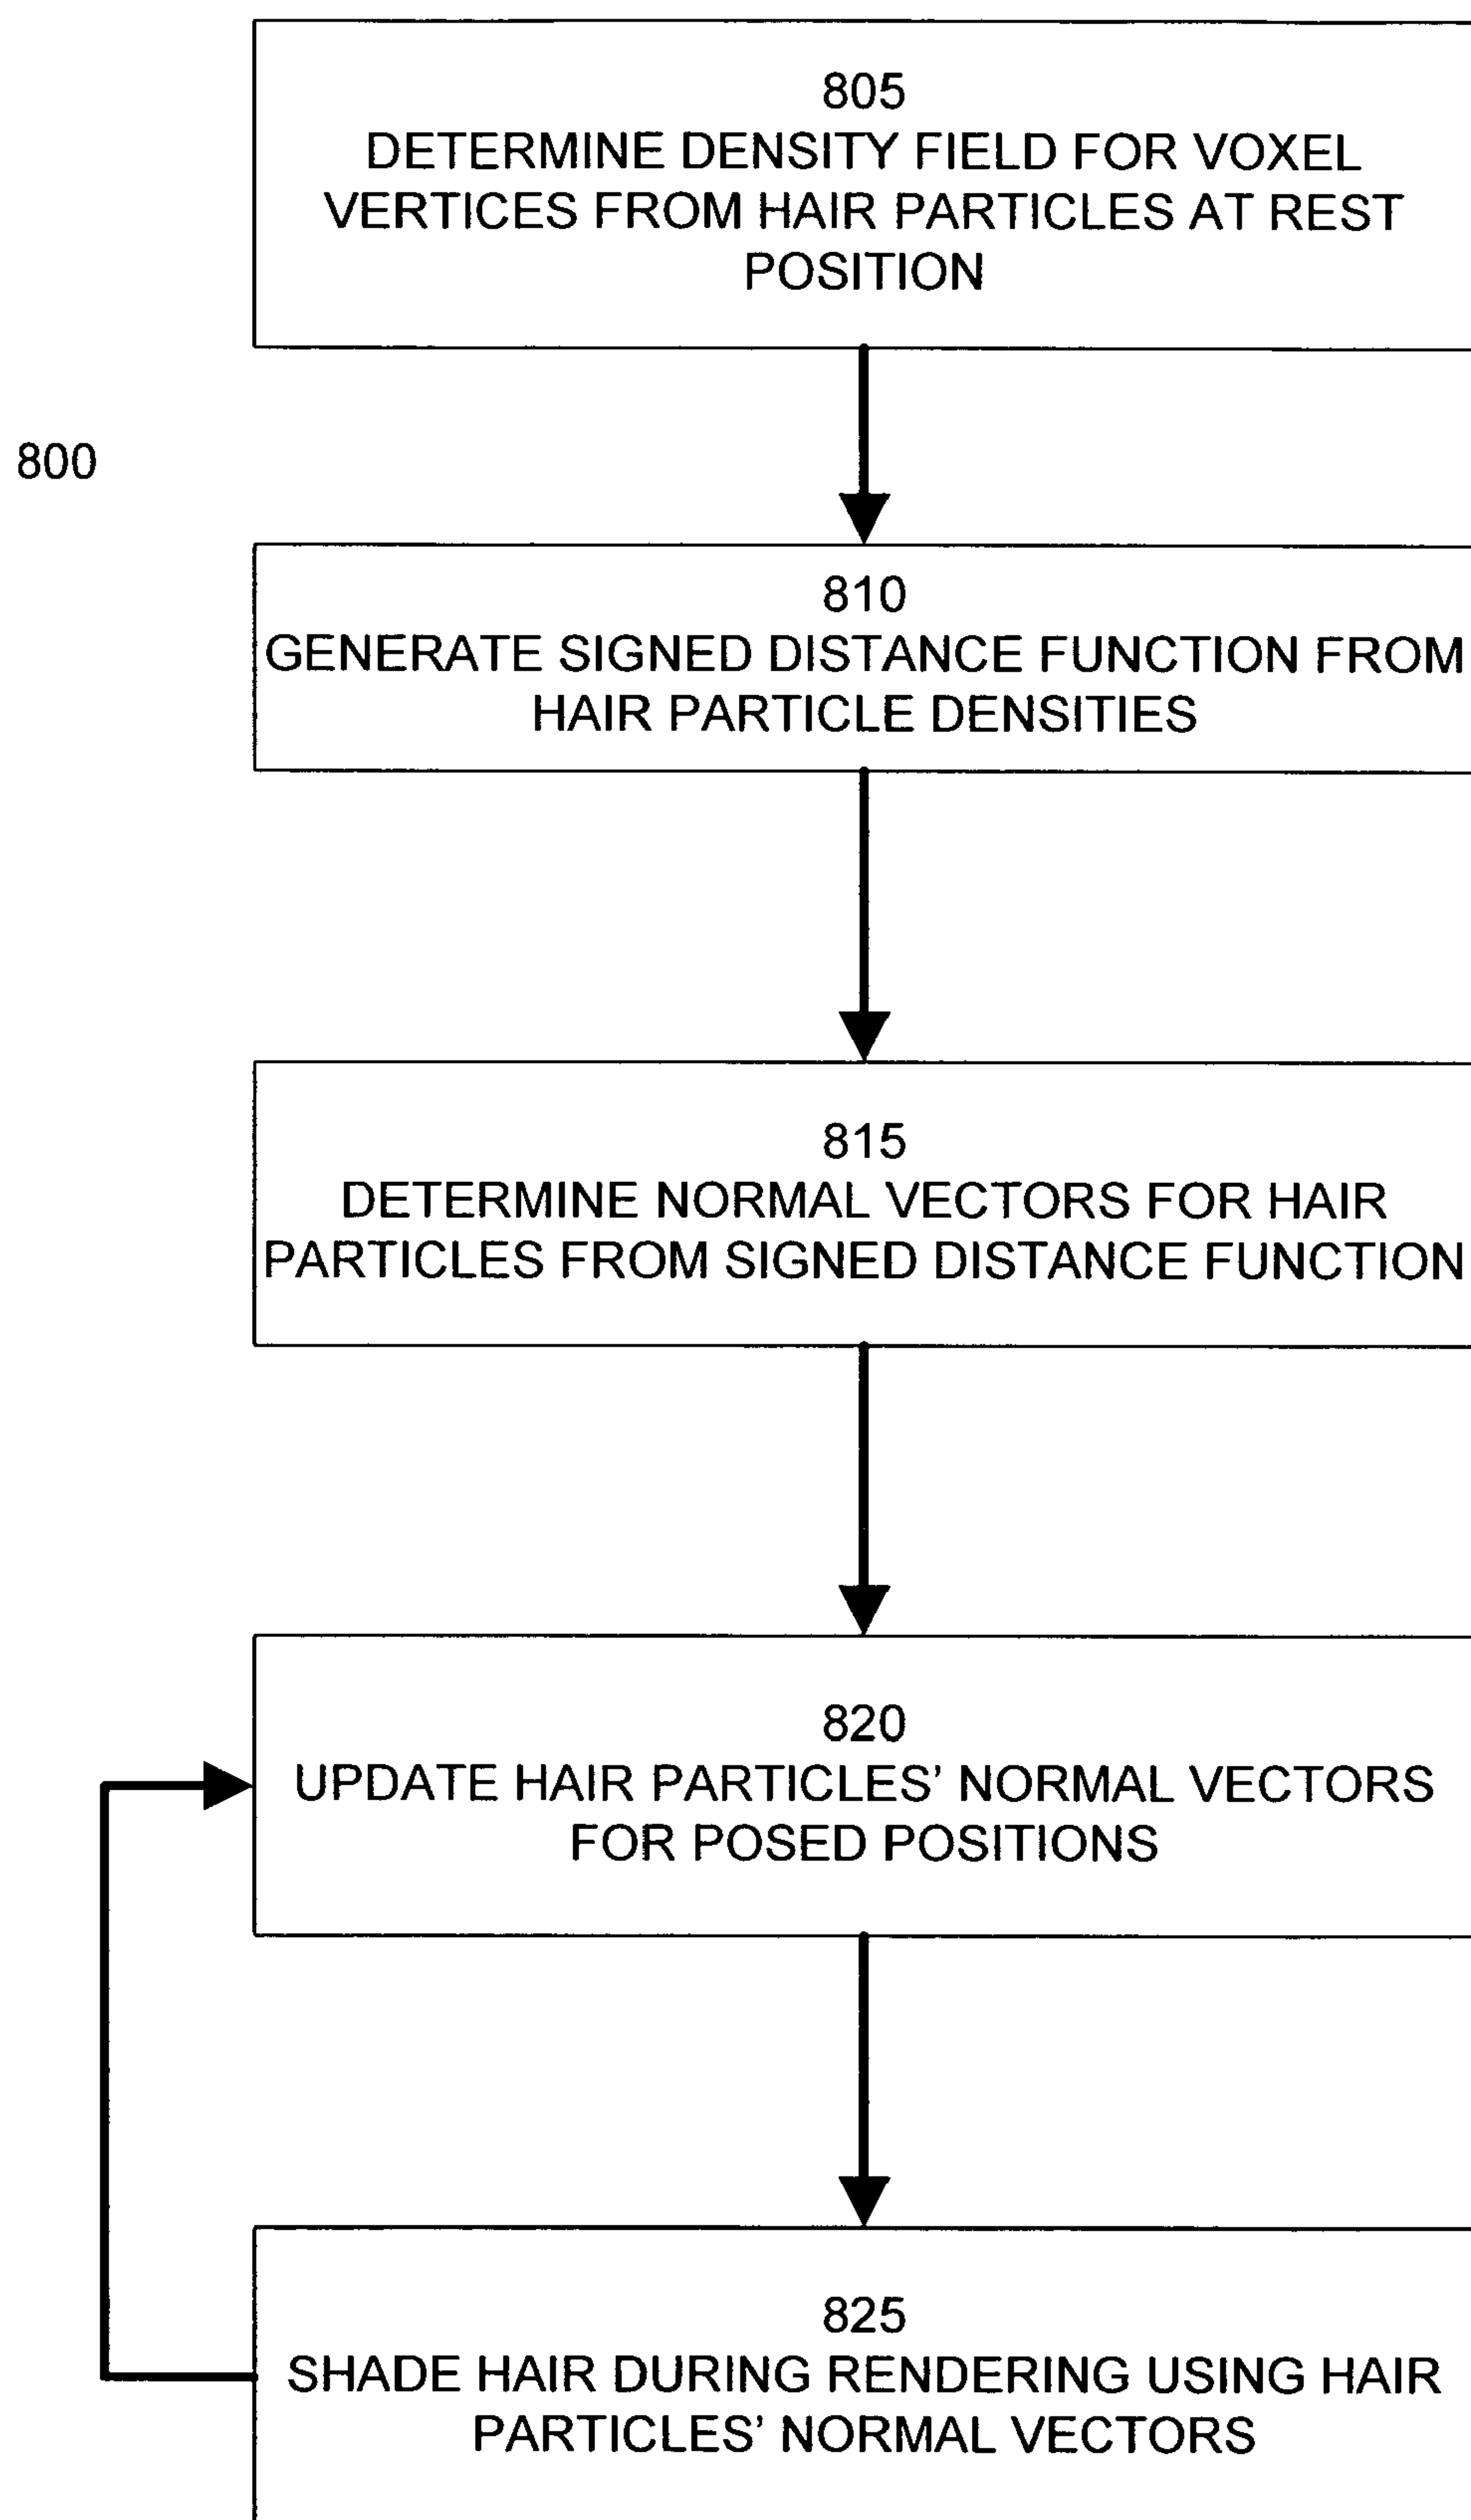 805
DETERMINE DENSITY FIELD FOR VOXEL
VERTICES FROM HAIR PARTICLES AT REST
POSITION
800
810
GENERATE SIGNED DISTANCE FUNCTION FROM
HAIR PARTICLE DENSITIES
815
DETERMINE NORMAL VECTORS FOR HAIR
PARTICLES FROM SIGNED DISTANCE FUNCTION
820
UPDATE HAIR PARTICLES’ NORMAL VECTORS
FOR POSED POSITIONS
825
SHADE HAIR DURING RENDERING USING HAIR
PARTICLES’ NORMAL VECTORS